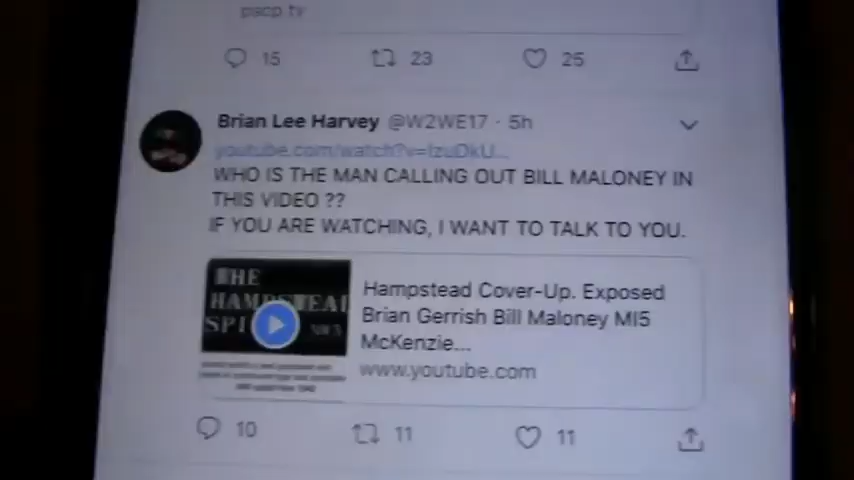 pscp.tv
15 23 25
Brian Lee Harvey @W2WE17 · 5h
youtube.com/watch?v=IzuDkU...
WHO IS THE MAN CALLING OUT BILL MALONEY IN
THIS VIDEO ??
IF YOU ARE WATCHING, I WANT TO TALK TO YOU.
THE
HAMPSTEAD
SPI
Hampstead Cover-Up. Exposed
Brian Gerrish Bill Maloney MI5
McKenzie...
www.youtube.com
10 11 11